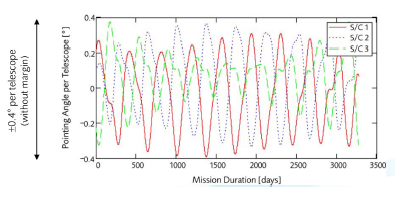 ±0.4° per telescope
(without margin)
Pointing Angle per Telescope [°]
0.4
0.2
0
−0.2
−0.4
S/C 1
S/C 2
S/C 3
0 500 1000 1500 2000 2500 3000 3500
Mission Duration [days]